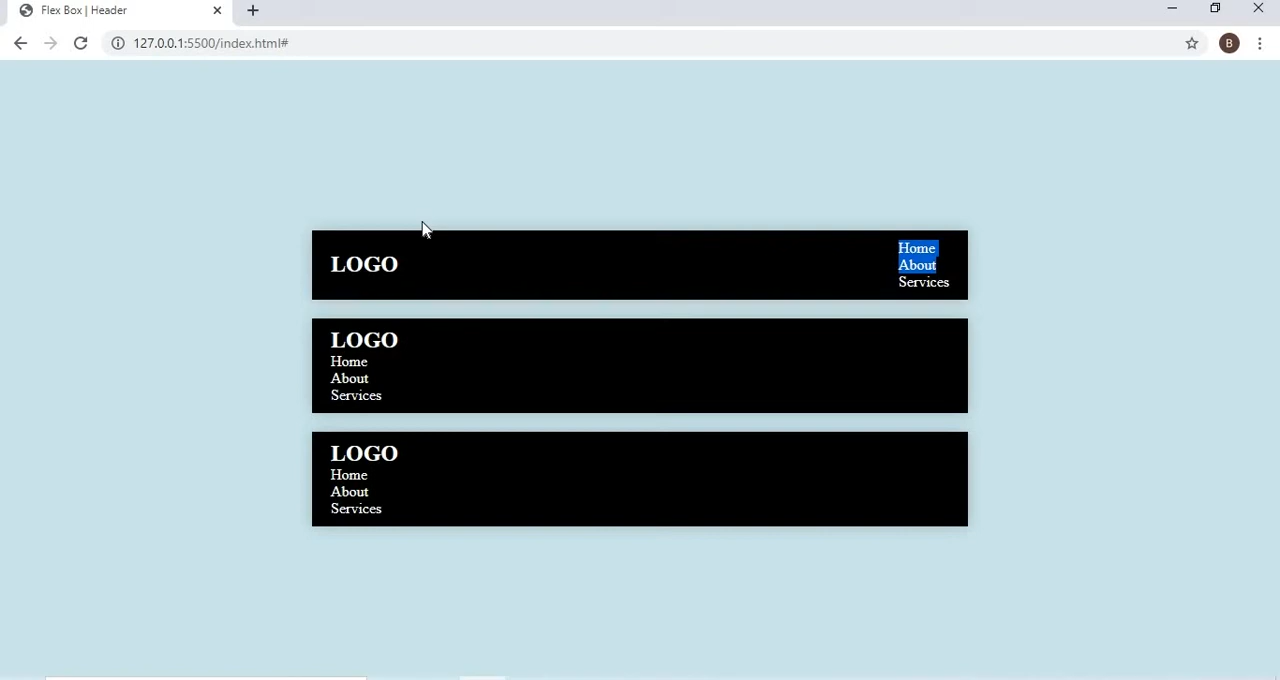 Flex Box | Header
127.0.0.1:5500/index.html#
B
LOGO
Home
About
Services
LOGO
Home
About
Services
LOGO
Home
About
Services